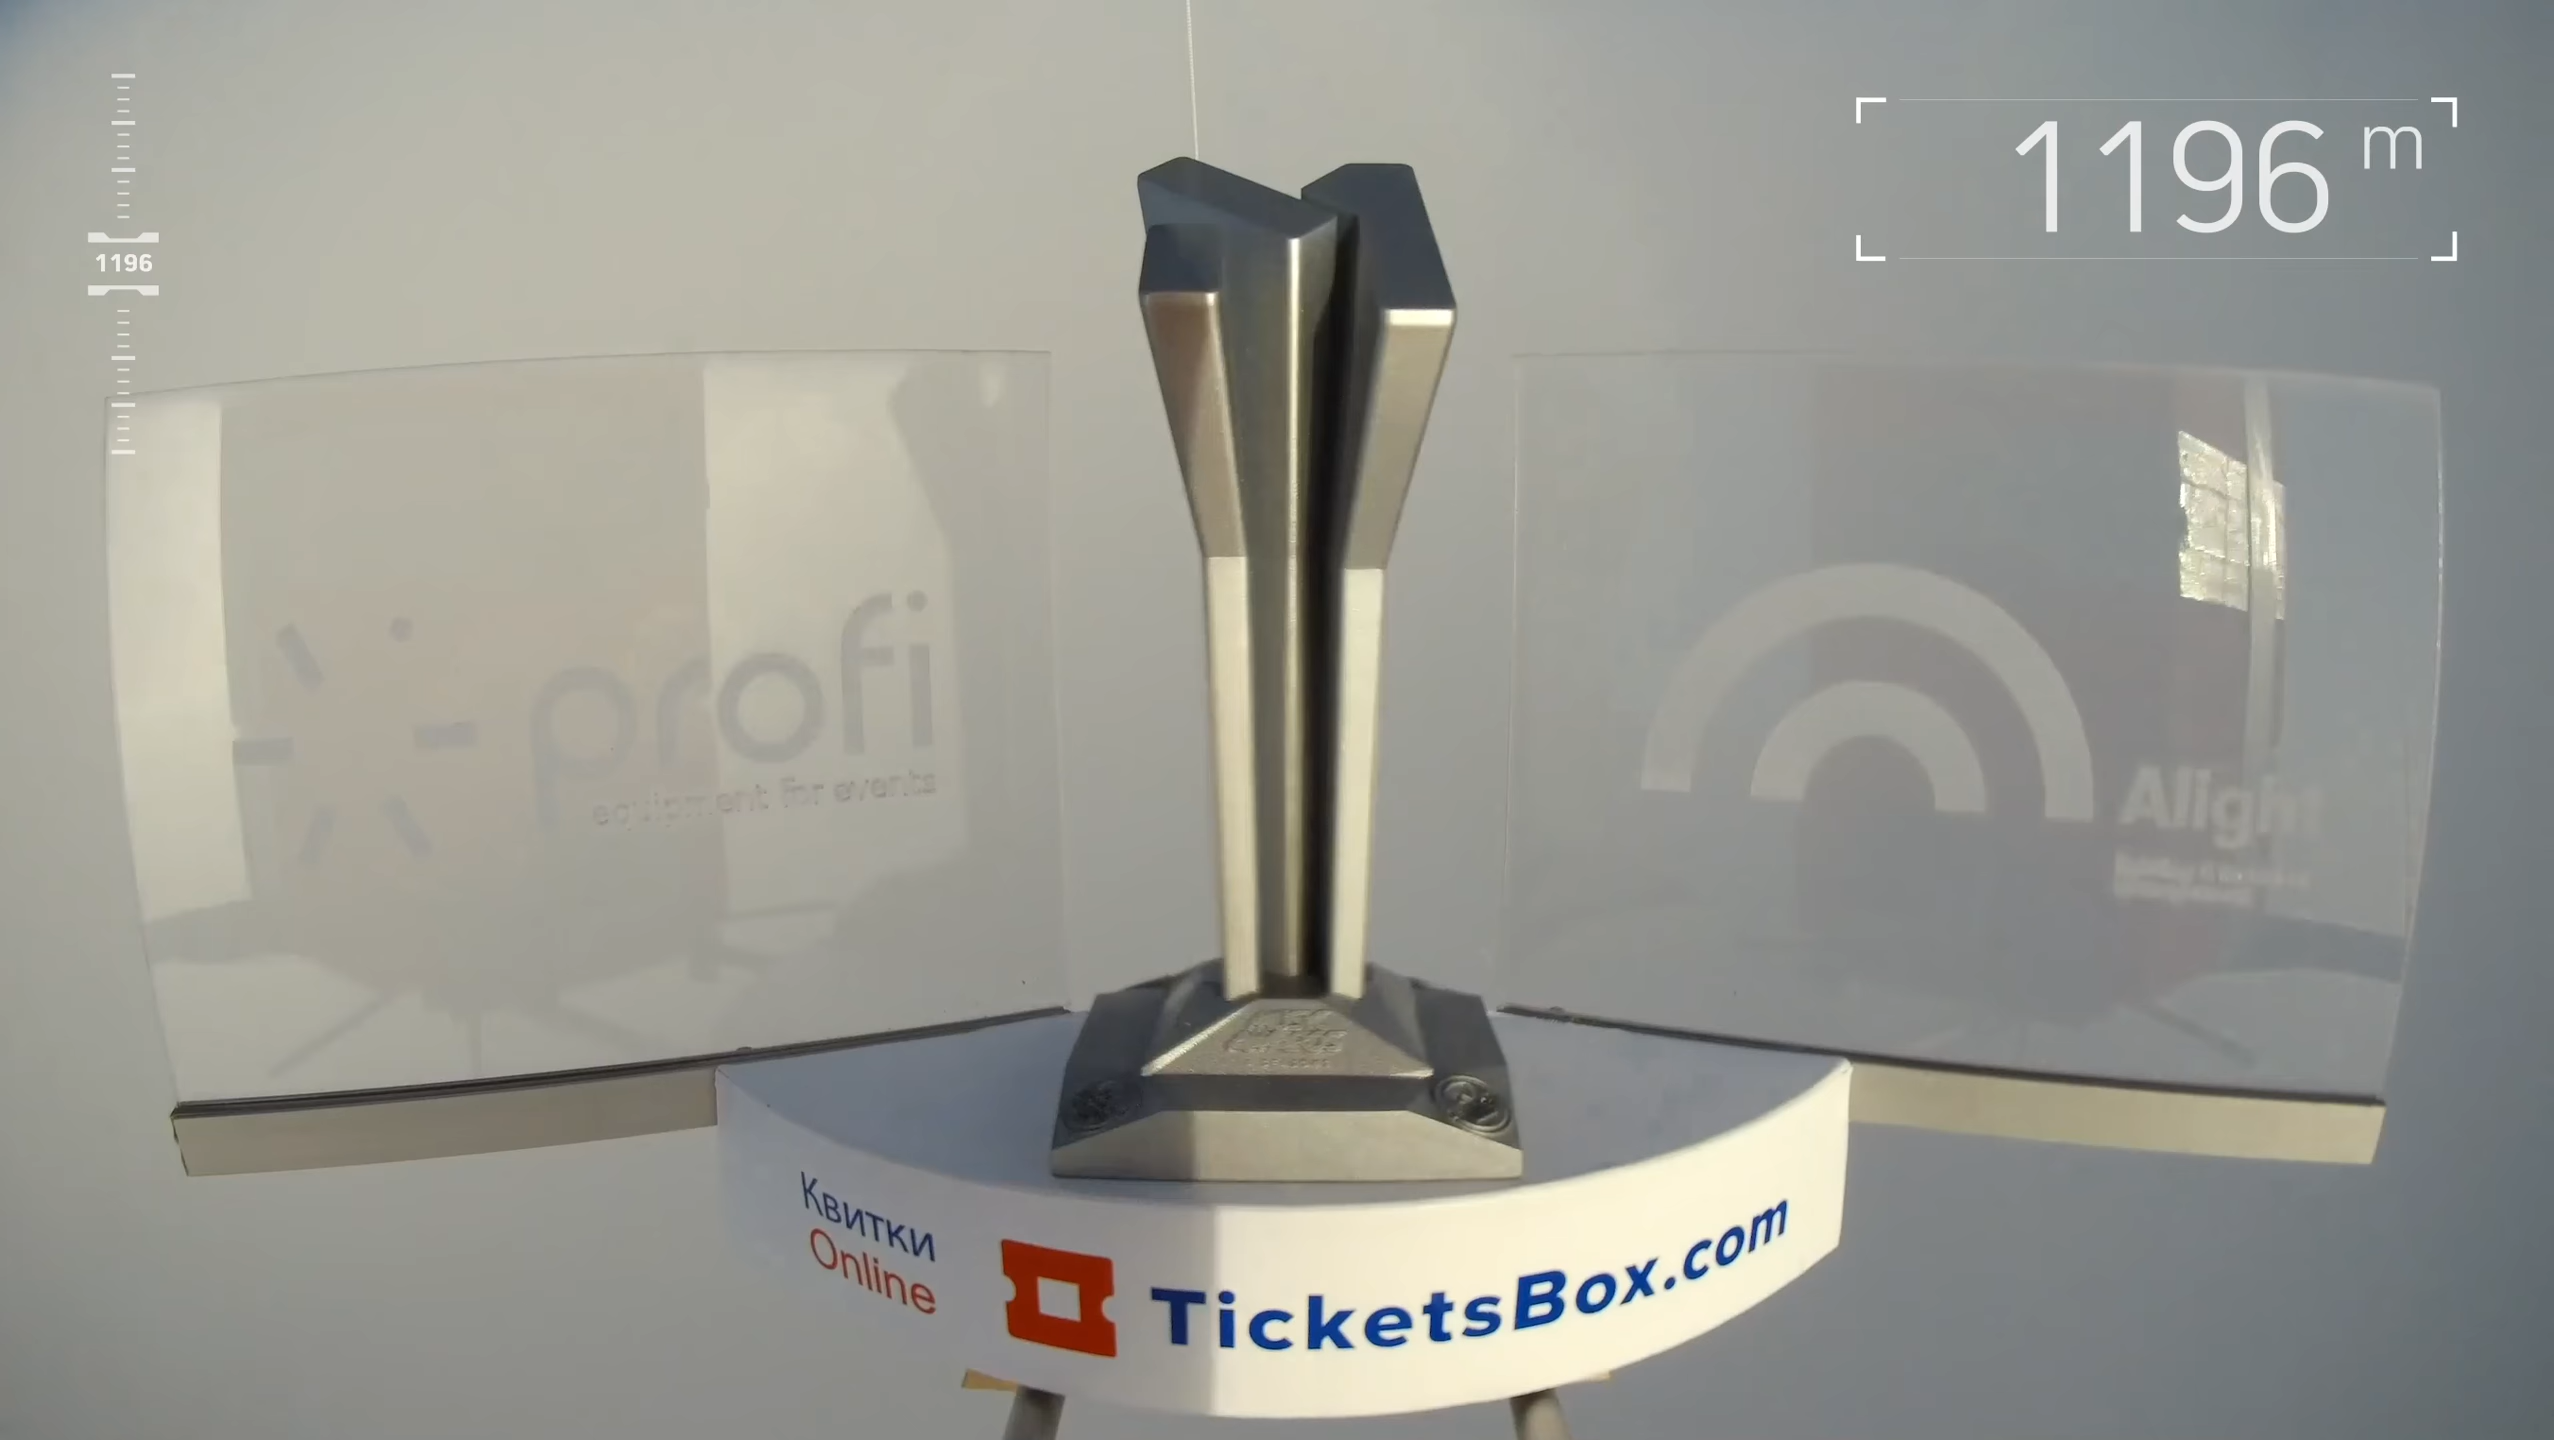 1196 m
1196
profi
equipment for events
Alight
Квитки
Online
TicketsBox.com